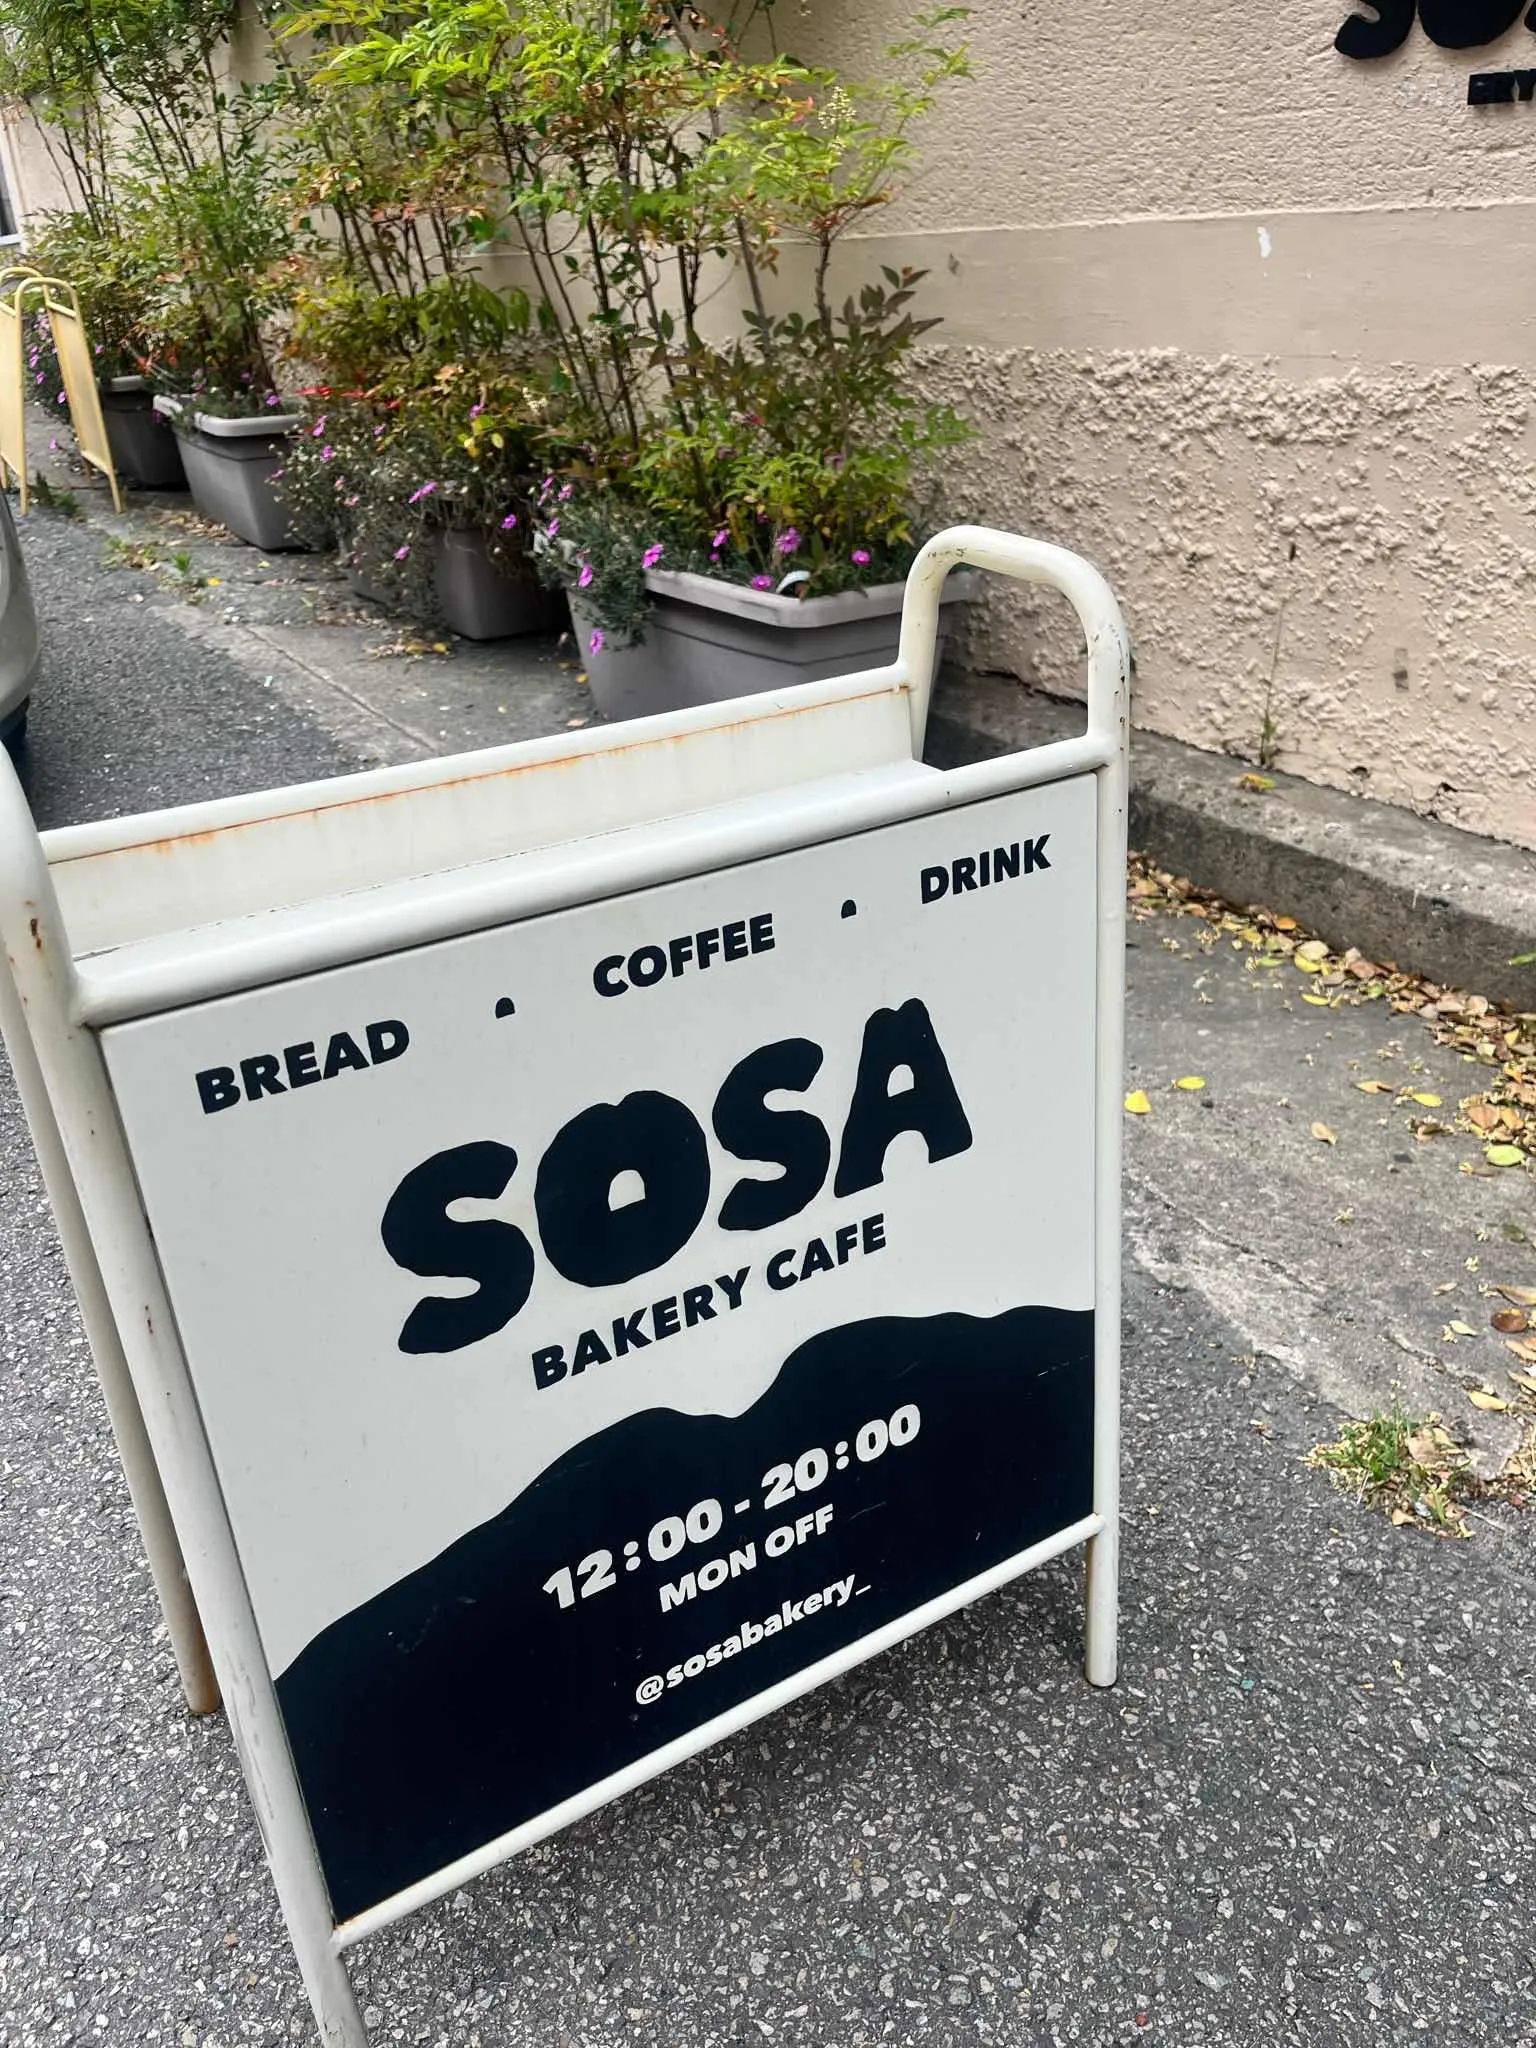 BREAD • COFFEE • DRINK
SOSA
BAKERY CAFE
12:00 - 20:00
MON OFF
@sosabakery_